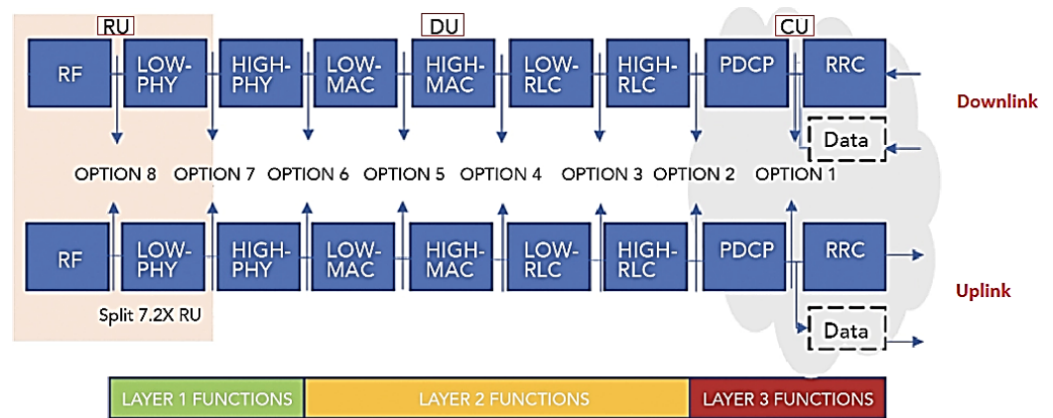 RU
DU
CU
RF
LOW-
PHY
HIGH-
PHY
LOW-
MAC
HIGH-
MAC
LOW-
RLC
HIGH-
RLC
PDCP
RRC
Downlink
Data
OPTION 8
OPTION 7
OPTION 6
OPTION 5
OPTION 4
OPTION 3
OPTION 2
OPTION 1
RF
LOW-
PHY
HIGH-
PHY
LOW-
MAC
HIGH-
MAC
LOW-
RLC
HIGH-
RLC
PDCP
RRC
Uplink
Split 7.2X RU
Data
LAYER 1 FUNCTIONS
LAYER 2 FUNCTIONS
LAYER 3 FUNCTIONS